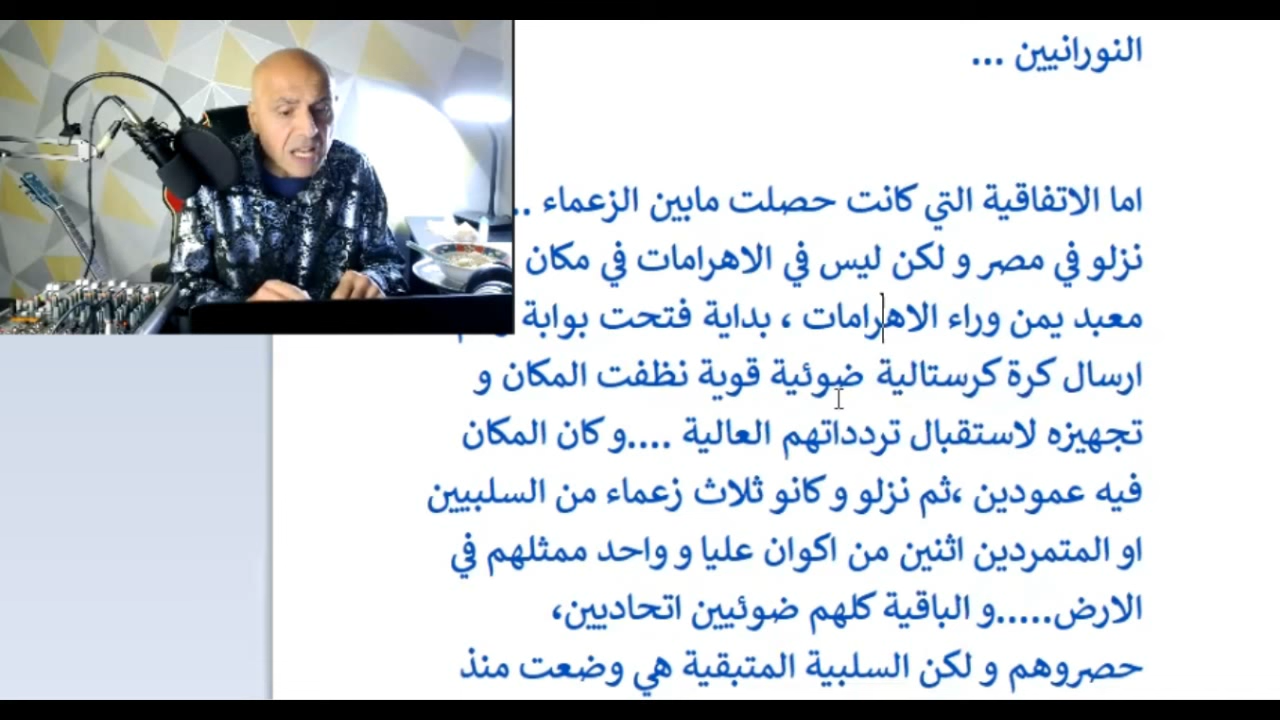 النورانيين ...
اما الاتفاقية التي كانت حصلت مابين الزعماء ..
نزلو في مصر و لكن ليس في الاهرامات في مكان
معبد يمن وراء الاهرامات ، بداية فتحت بوابة
ارسال كرة كرستالية ضوئية قوية نظفت المكان و
تجهيزه لاستقبال تردداتهم العالية ....و كان المكان
فيه عمودين ،ثم نزلو و كانو ثلاث زعماء من السلبيين
او المتمردين اثنين من اكوان عليا و واحد ممثلهم في
الارض.....و الباقية كلهم ضوئيين اتحاديين،
حصروهم و لكن السلبية المتبقية هي وضعت منذ